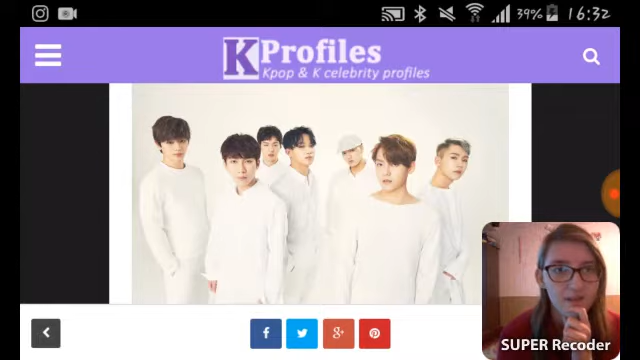 39% 16:32
KProfiles
Kpop & K celebrity profiles
f g+
SUPER Recoder